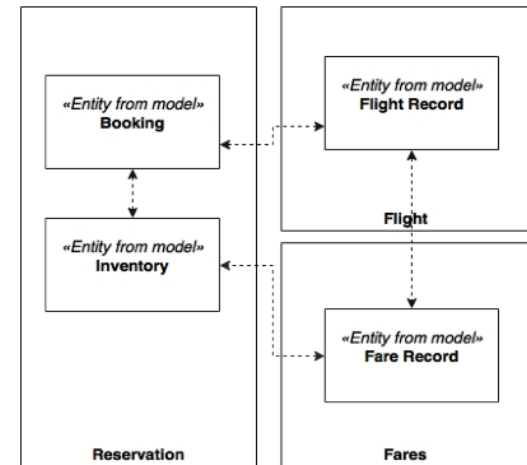 «Entity from model»
Booking
«Entity from model»
Inventory
Reservation
«Entity from model»
Flight Record
Flight
«Entity from model»
Fare Record
Fares